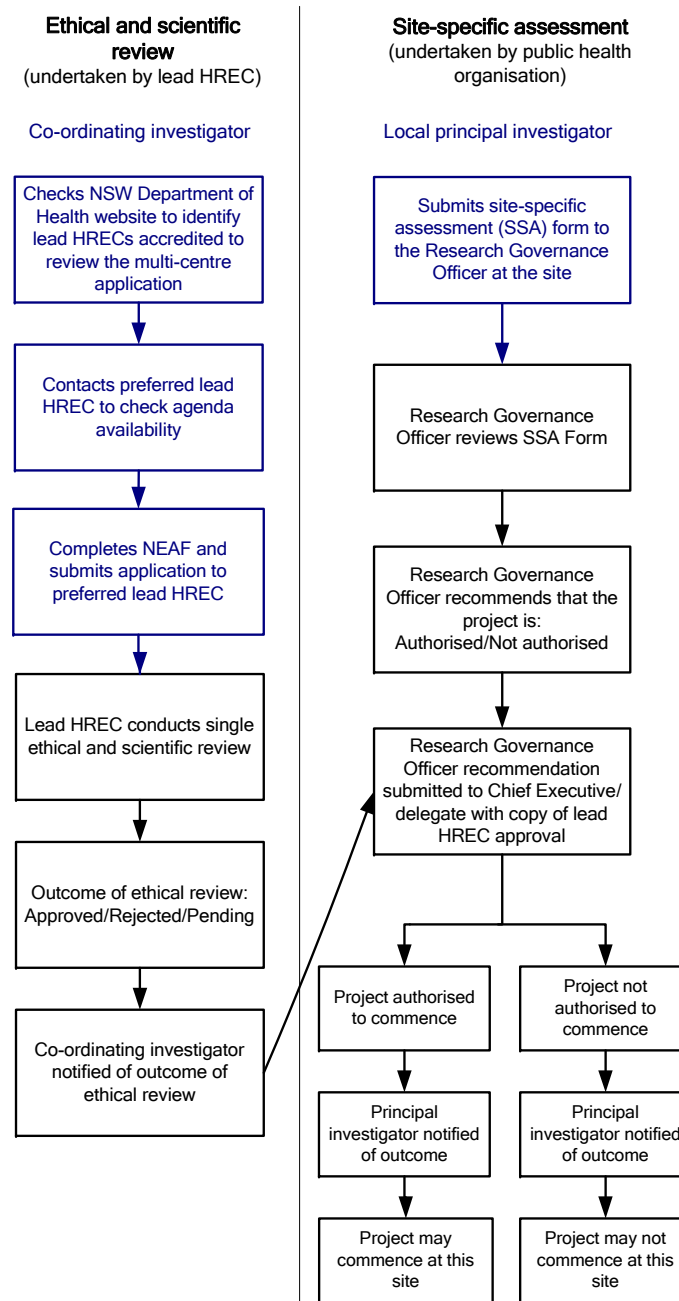 Ethical and scientific
review
(undertaken by lead HREC)
Co-ordinating investigator
Checks NSW Department of
Health website to identify
lead HRECs accredited to
review the multi-centre
application
Contacts preferred lead
HREC to check agenda
availability
Completes NEAF and
submits application to
preferred lead HREC
Lead HREC conducts single
ethical and scientific review
Outcome of ethical review:
Approved/Rejected/Pending
Co-ordinating investigator
notified of outcome of
ethical review
Site-specific assessment
(undertaken by public health
organisation)
Local principal investigator
Submits site-specific
assessment (SSA) form to
the Research Governance
Officer at the site
Research Governance
Officer reviews SSA Form
Research Governance
Officer recommends that the
project is:
Authorised/Not authorised
Research Governance
Officer recommendation
submitted to Chief Executive/
delegate with copy of lead
HREC approval
Project authorised
to commence
Principal
investigator notified
of outcome
Project may
commence at this
site
Project not
authorised to
commence
Principal
investigator notified
of outcome
Project may not
commence at this
site